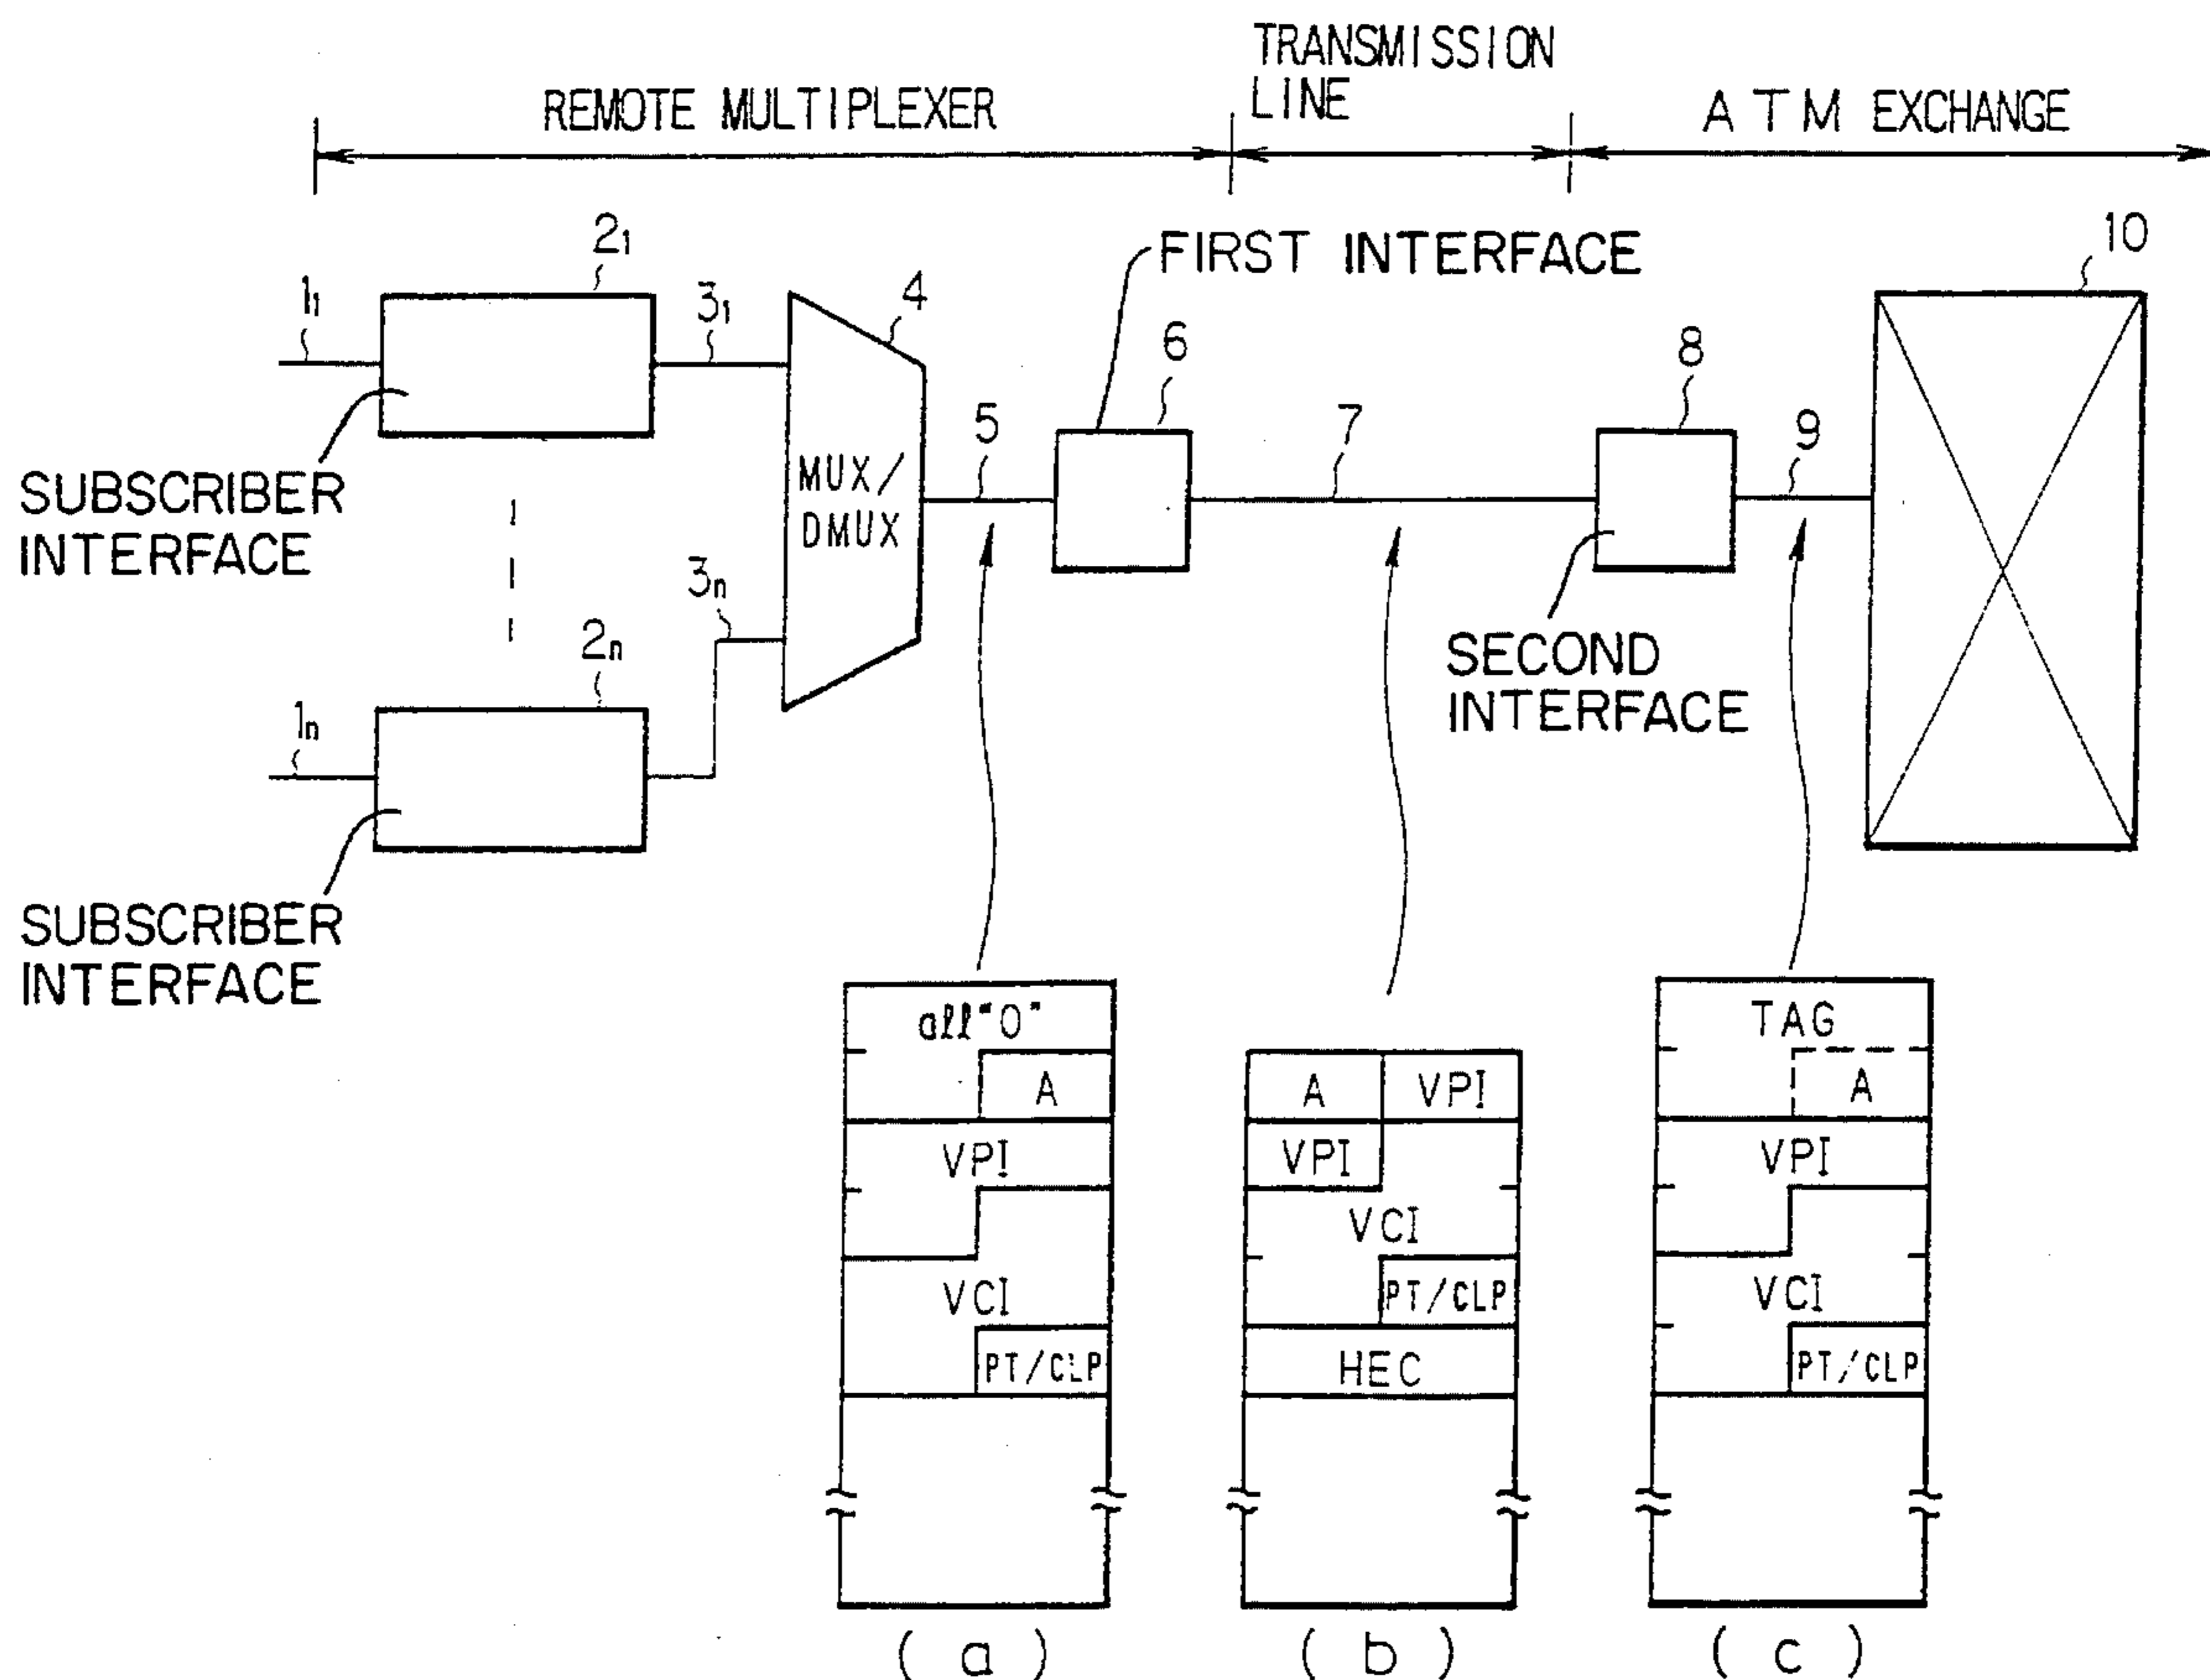 TRANSMISSION
LINE
REMOTE MULTIPLEXER
ATM EXCHANGE
2₁
FIRST INTERFACE
10
1₁
3₁
4
6
8
5
7
9
SUBSCRIBER
INTERFACE
MUX/
DMUX
3ₙ
2ₙ
SECOND
INTERFACE
1ₙ
SUBSCRIBER
INTERFACE
all "0"
A
VPI
VCI
PT/CLP
(a)
A
VPI
VPI
VCI
PT/CLP
HEC
(b)
TAG
A
VPI
VCI
PT/CLP
(c)